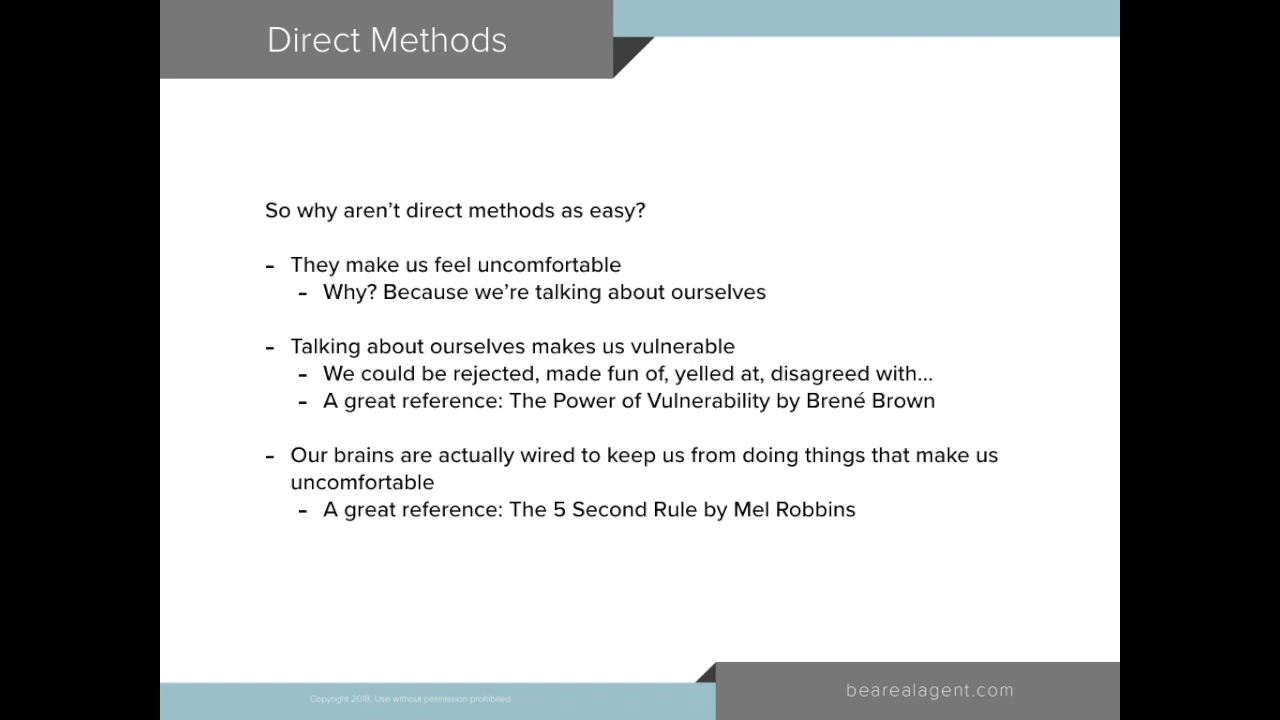 Direct Methods
So why aren’t direct methods as easy?
- They make us feel uncomfortable
- Why? Because we’re talking about ourselves
- Talking about ourselves makes us vulnerable
- We could be rejected, made fun of, yelled at, disagreed with...
- A great reference: The Power of Vulnerability by Brené Brown
- Our brains are actually wired to keep us from doing things that make us
uncomfortable
- A great reference: The 5 Second Rule by Mel Robbins
Copyright 2018. Use without permission prohibited.
bearealagent.com